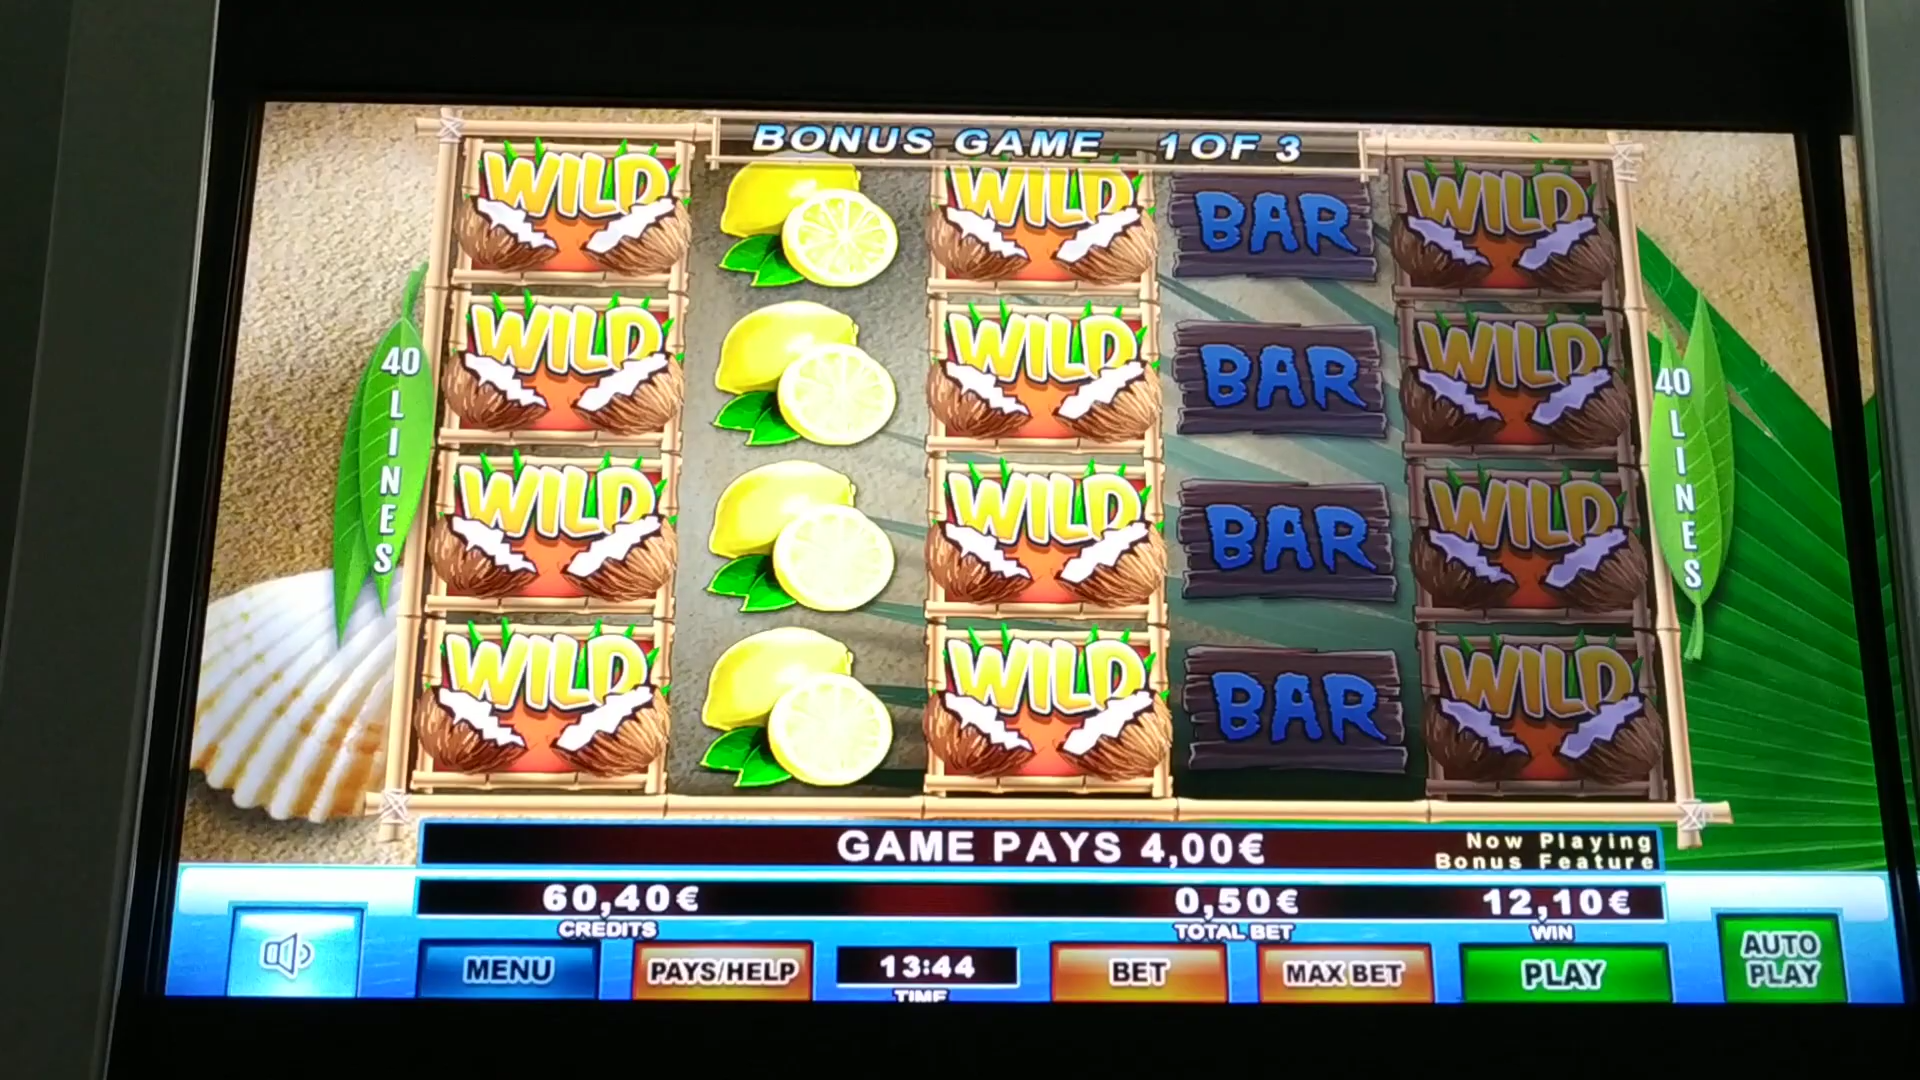 BONUS GAME 1 OF 3
WILD WILD BAR WILD
40 LINES
WILD WILD BAR WILD
40 LINES
WILD WILD BAR WILD
WILD WILD BAR WILD
GAME PAYS 4,00€
Now Playing
Bonus Feature
60,40€ 0,50€ 12,10€
CREDITS TOTAL BET WIN
MENU PAYS/HELP 13:44 BET MAX BET PLAY AUTO PLAY
TIME